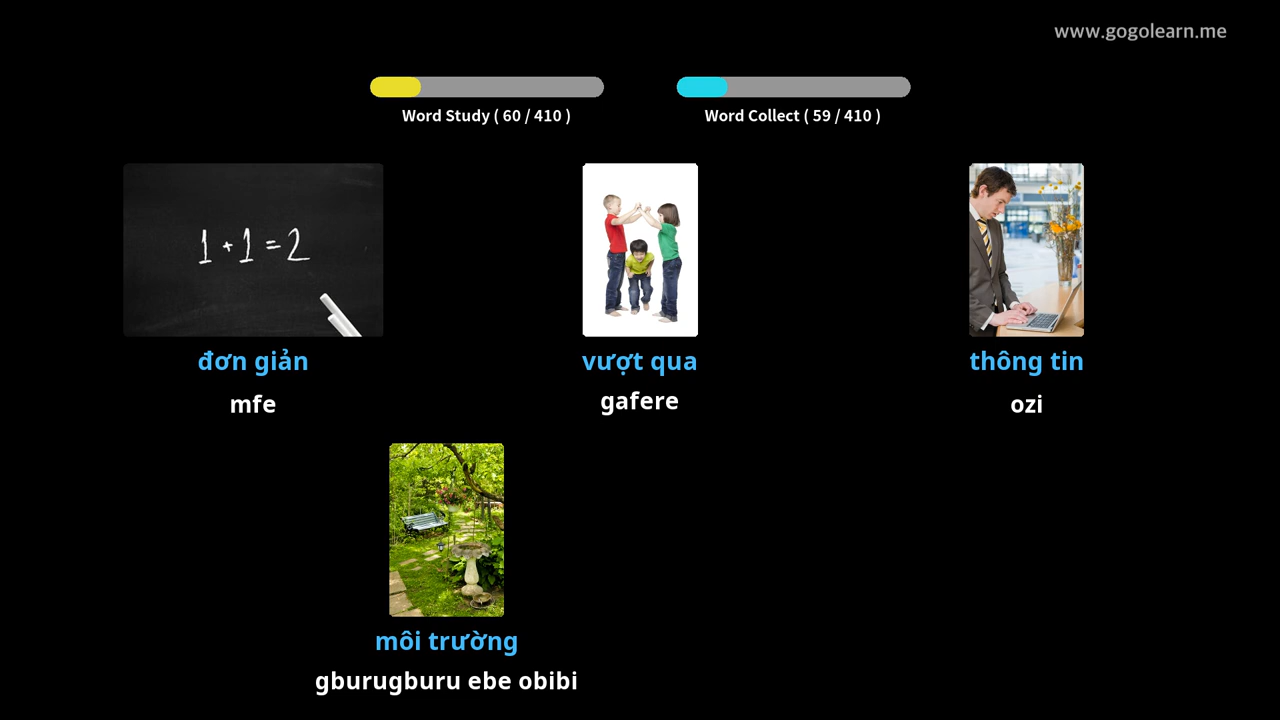 www.gogolearn.me
Word Study ( 60 / 410 )
Word Collect ( 59 / 410 )
1 + 1 = 2
đơn giản
mfe
vượt qua
gafere
thông tin
ozi
môi trường
gburugburu ebe obibi